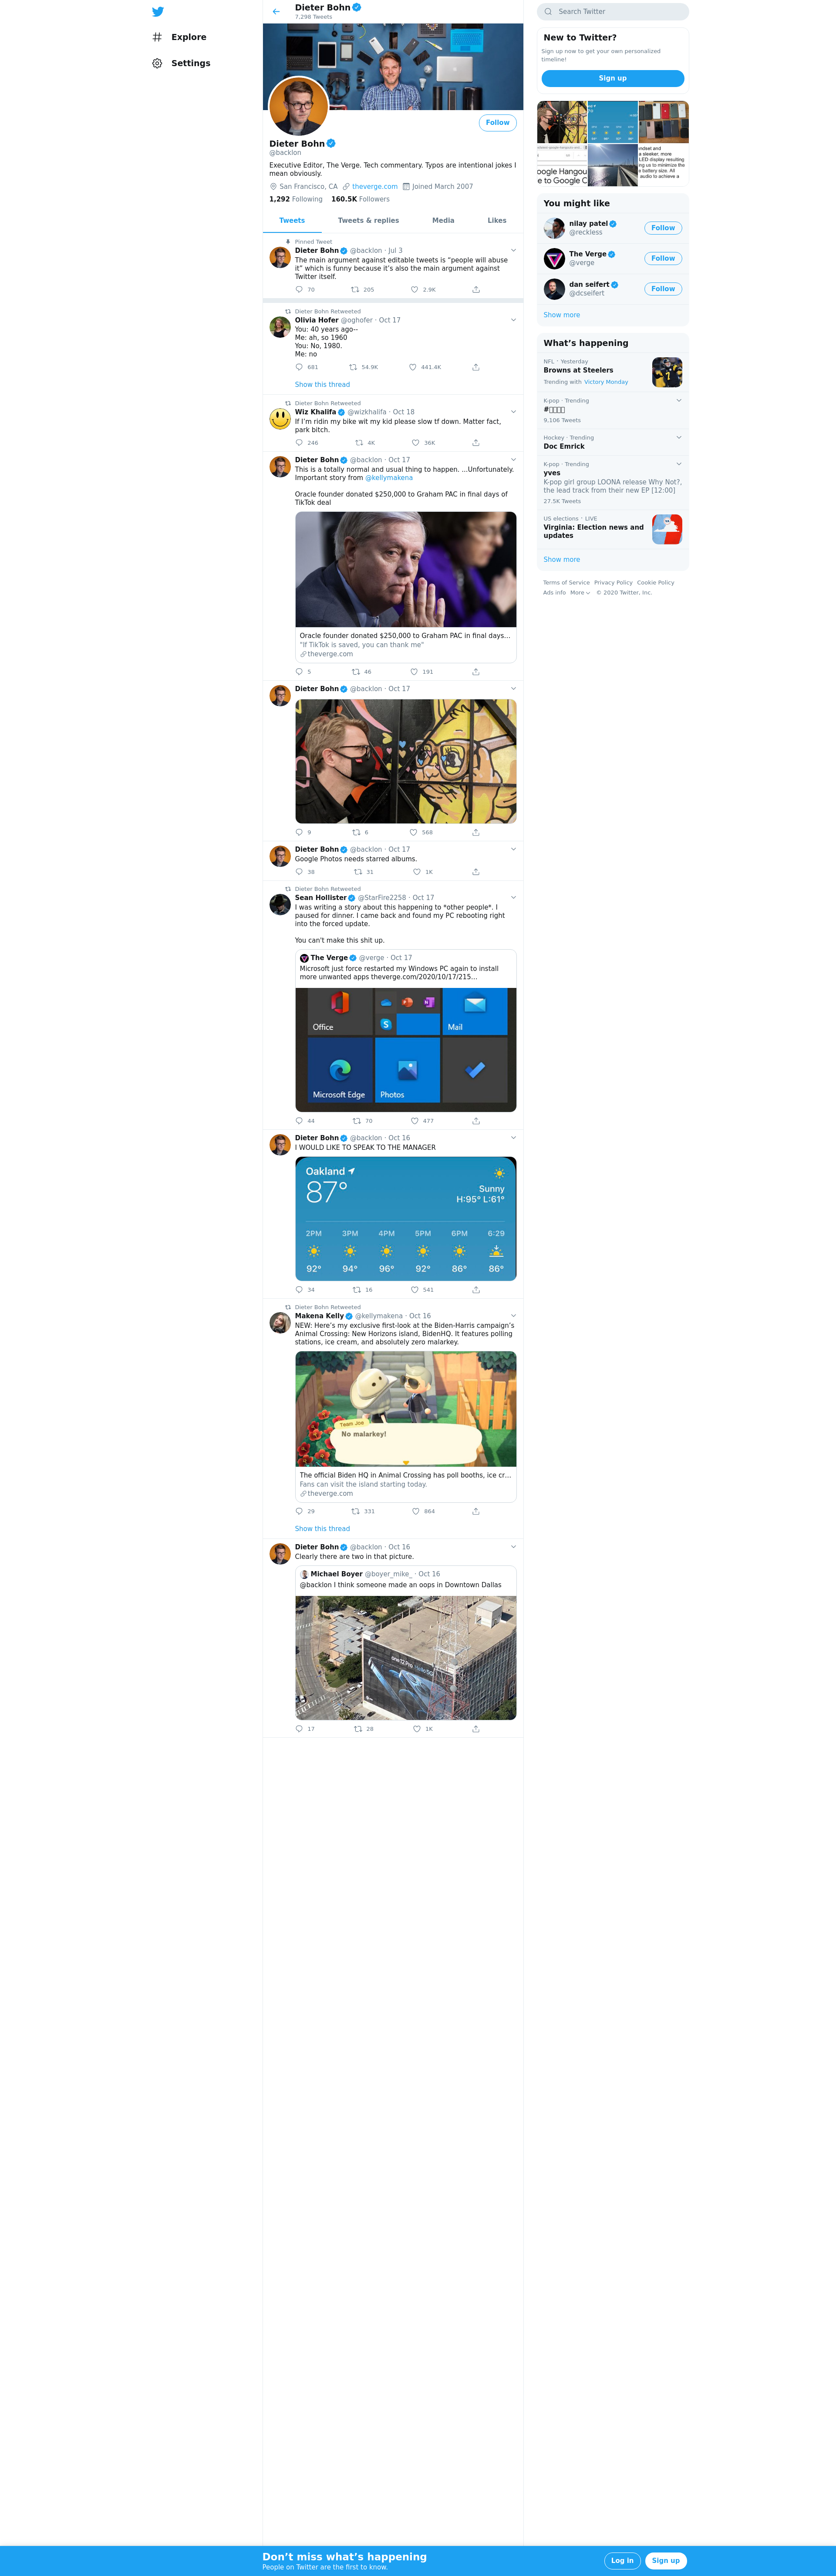 Explore
Settings
Dieter Bohn
7,298 Tweets
Follow
Dieter Bohn
@backlon
Executive Editor, The Verge. Tech commentary. Typos are intentional jokes I
mean obviously.
San Francisco, CA theverge.com Joined March 2007
1,292 Following 160.5K Followers
Tweets Tweets & replies Media Likes
Pinned Tweet
Dieter Bohn @backlon · Jul 3
The main argument against editable tweets is “people will abuse
it” which is funny because it’s also the main argument against
Twitter itself.
70 205 2.9K
Dieter Bohn Retweeted
Olivia Hofer @oghofer · Oct 17
You: 40 years ago--
Me: ah, so 1960
You: No, 1980.
Me: no
681 54.9K 441.4K
Show this thread
Dieter Bohn Retweeted
Wiz Khalifa @wizkhalifa · Oct 18
If I’m ridin my bike wit my kid please slow tf down. Matter fact,
park bitch.
246 4K 36K
Dieter Bohn @backlon · Oct 17
This is a totally normal and usual thing to happen. ...Unfortunately.
Important story from @kellymakena
Oracle founder donated $250,000 to Graham PAC in final days of
TikTok deal
Oracle founder donated $250,000 to Graham PAC in final days...
"If TikTok is saved, you can thank me"
theverge.com
5 46 191
Dieter Bohn @backlon · Oct 17
9 6 568
Dieter Bohn @backlon · Oct 17
Google Photos needs starred albums.
38 31 1K
Dieter Bohn Retweeted
Sean Hollister @StarFire2258 · Oct 17
I was writing a story about this happening to *other people*. I
paused for dinner. I came back and found my PC rebooting right
into the forced update.
You can’t make this shit up.
The Verge @verge · Oct 17
Microsoft just force restarted my Windows PC again to install
more unwanted apps theverge.com/2020/10/17/215…
Office
Mail
Microsoft Edge
Photos
44 70 477
Dieter Bohn @backlon · Oct 16
I WOULD LIKE TO SPEAK TO THE MANAGER
Oakland
87°
Sunny
H:95° L:61°
2PM 3PM 4PM 5PM 6PM 6:29
92° 94° 96° 92° 86° 86°
34 16 541
Dieter Bohn Retweeted
Makena Kelly @kellymakena · Oct 16
NEW: Here’s my exclusive first-look at the Biden-Harris campaign’s
Animal Crossing: New Horizons island, BidenHQ. It features polling
stations, ice cream, and absolutely zero malarkey.
Team Joe
No malarkey!
The official Biden HQ in Animal Crossing has poll booths, ice cr...
Fans can visit the island starting today.
theverge.com
29 331 864
Show this thread
Dieter Bohn @backlon · Oct 16
Clearly there are two in that picture.
Michael Boyer @boyer_mike_ · Oct 16
@backlon I think someone made an oops in Downtown Dallas
17 28 1K
Search Twitter
New to Twitter?
Sign up now to get your own personalized
timeline!
Sign up
oogle Hangou
e to Google C
ndset and
a sleeker, more
LED display resulting
ng us to minimize the
battery size. All
audio to achieve a
You might like
nilay patel
@reckless
Follow
The Verge
@verge
Follow
dan seifert
@dcseifert
Follow
Show more
What’s happening
NFL · Yesterday
Browns at Steelers
Trending with Victory Monday
K-pop · Trending
9,106 Tweets
Hockey · Trending
Doc Emrick
K-pop · Trending
yves
K-pop girl group LOONA release Why Not?,
the lead track from their new EP [12:00]
27.5K Tweets
US elections · LIVE
Virginia: Election news and
updates
Show more
Terms of Service Privacy Policy Cookie Policy
Ads info More © 2020 Twitter, Inc.
Don’t miss what’s happening
People on Twitter are the first to know.
Log in
Sign up